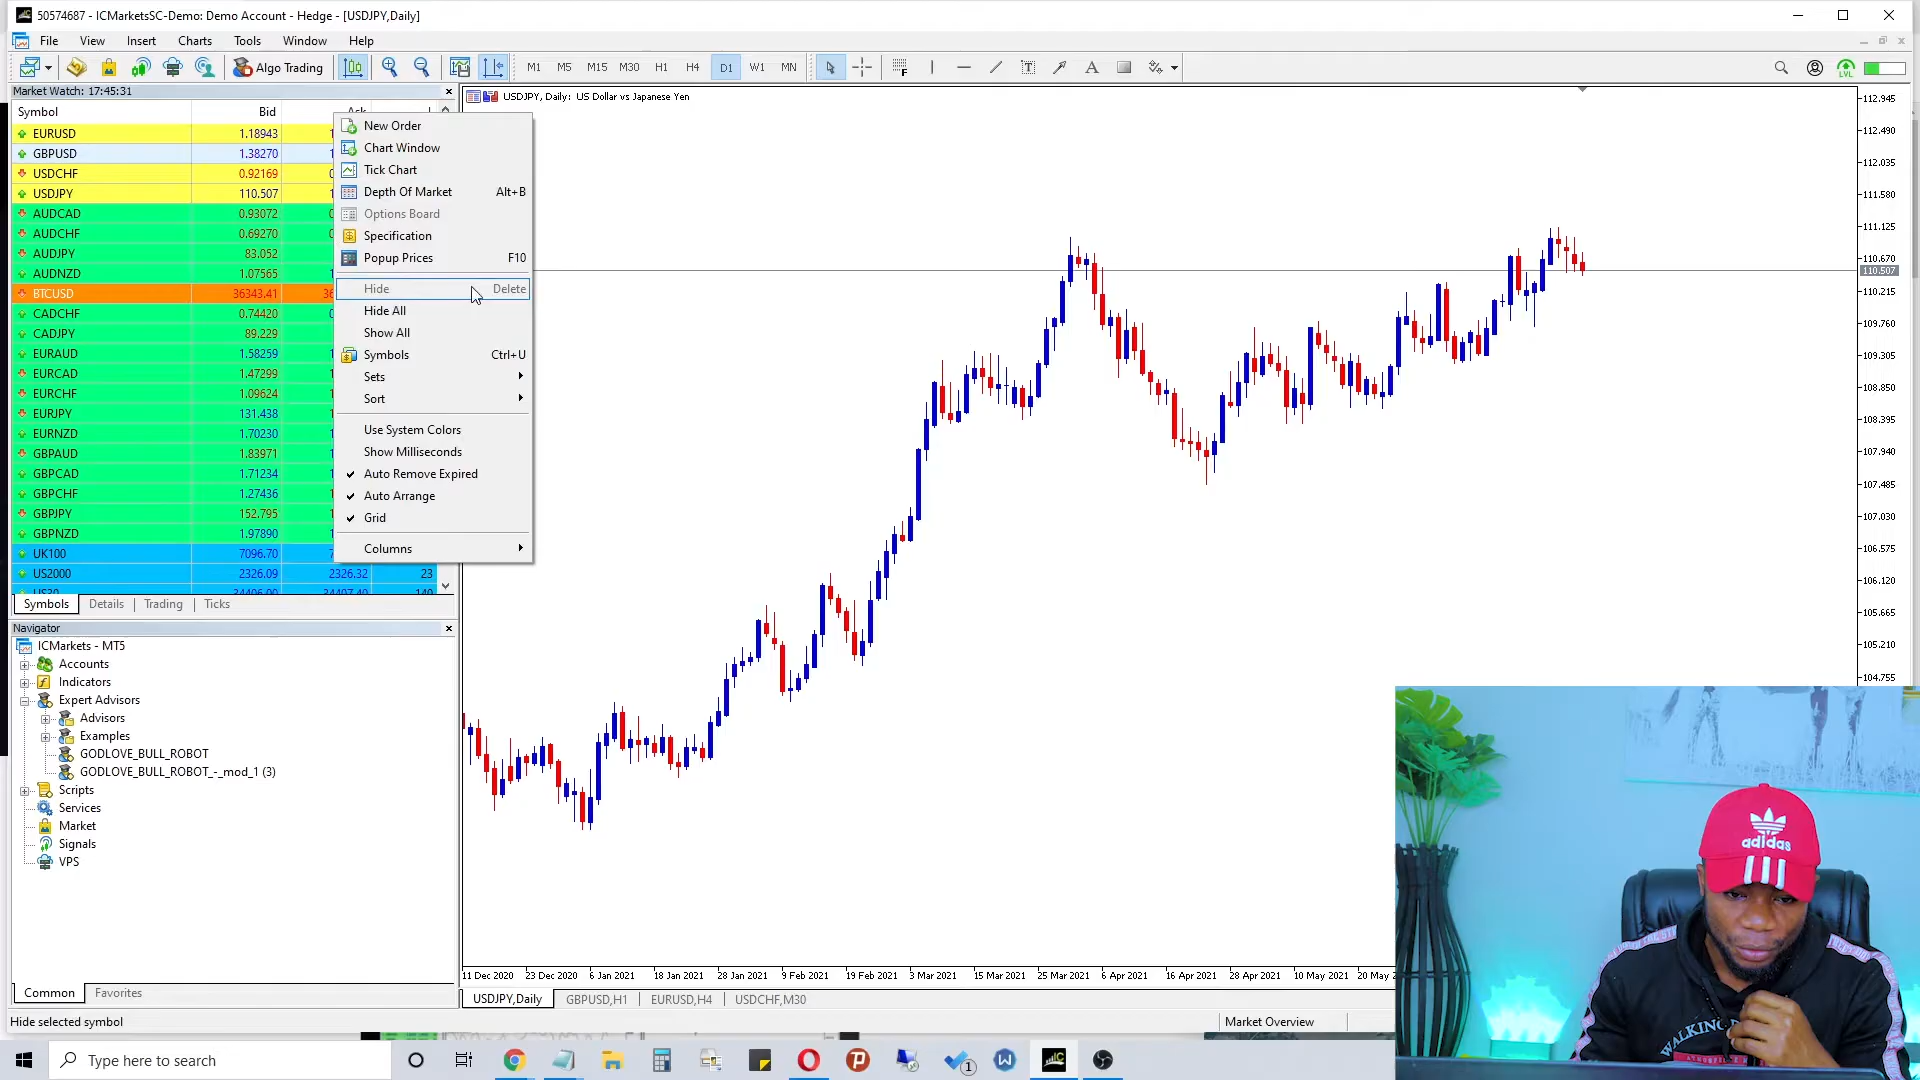 50574687 - ICMarketsSC-Demo: Demo Account - Hedge - [USDJPY,Daily]
File View Insert Charts Tools Window Help
Algo Trading M1 M5 M15 M30 H1 H4 D1 W1 MN LVL
Market Watch: 17:45:31
Symbol Bid Ask
EURUSD 1.18943
GBPUSD 1.38270
USDCHF 0.92169
USDJPY 110.507
AUDCAD 0.93072
AUDCHF 0.69270
AUDJPY 83.052
AUDNZD 1.07565
BTCUSD 36343.41
CADCHF 0.74420
CADJPY 89.229
EURAUD 1.58259
EURCAD 1.47299
EURCHF 1.09624
EURJPY 131.438
EURNZD 1.70230
GBPAUD 1.83971
GBPCAD 1.71234
GBPCHF 1.27436
GBPJPY 152.795
GBPNZD 1.97890
UK100 7096.70
US2000 2326.09 2326.32 23
US30 34406.00 34407.40 140
Symbols Details Trading Ticks
New Order
Chart Window
Tick Chart
Depth Of Market Alt+B
Options Board
Specification
Popup Prices F10
Hide Delete
Hide All
Show All
Symbols Ctrl+U
Sets
Sort
Use System Colors
Show Milliseconds
Auto Remove Expired
Auto Arrange
Grid
Columns
Navigator
ICMarkets - MT5
Accounts
Indicators
Expert Advisors
Advisors
Examples
GODLOVE_BULL_ROBOT
GODLOVE_BULL_ROBOT_-_mod_1 (3)
Scripts
Services
Market
Signals
VPS
Common Favorites
USDJPY, Daily: US Dollar vs Japanese Yen
112.945
112.490
112.035
111.580
111.125
110.670
110.507
110.215
109.760
109.305
108.850
108.395
107.940
107.485
107.030
106.575
106.120
105.665
105.210
104.755
11 Dec 2020 23 Dec 2020 6 Jan 2021 18 Jan 2021 28 Jan 2021 9 Feb 2021 19 Feb 2021 3 Mar 2021 15 Mar 2021 25 Mar 2021 6 Apr 2021 16 Apr 2021 28 Apr 2021 10 May 2021 20 May
USDJPY,Daily GBPUSD,H1 EURUSD,H4 USDCHF,M30
Hide selected symbol
Market Overview
adidas
WALKING
Type here to search
1